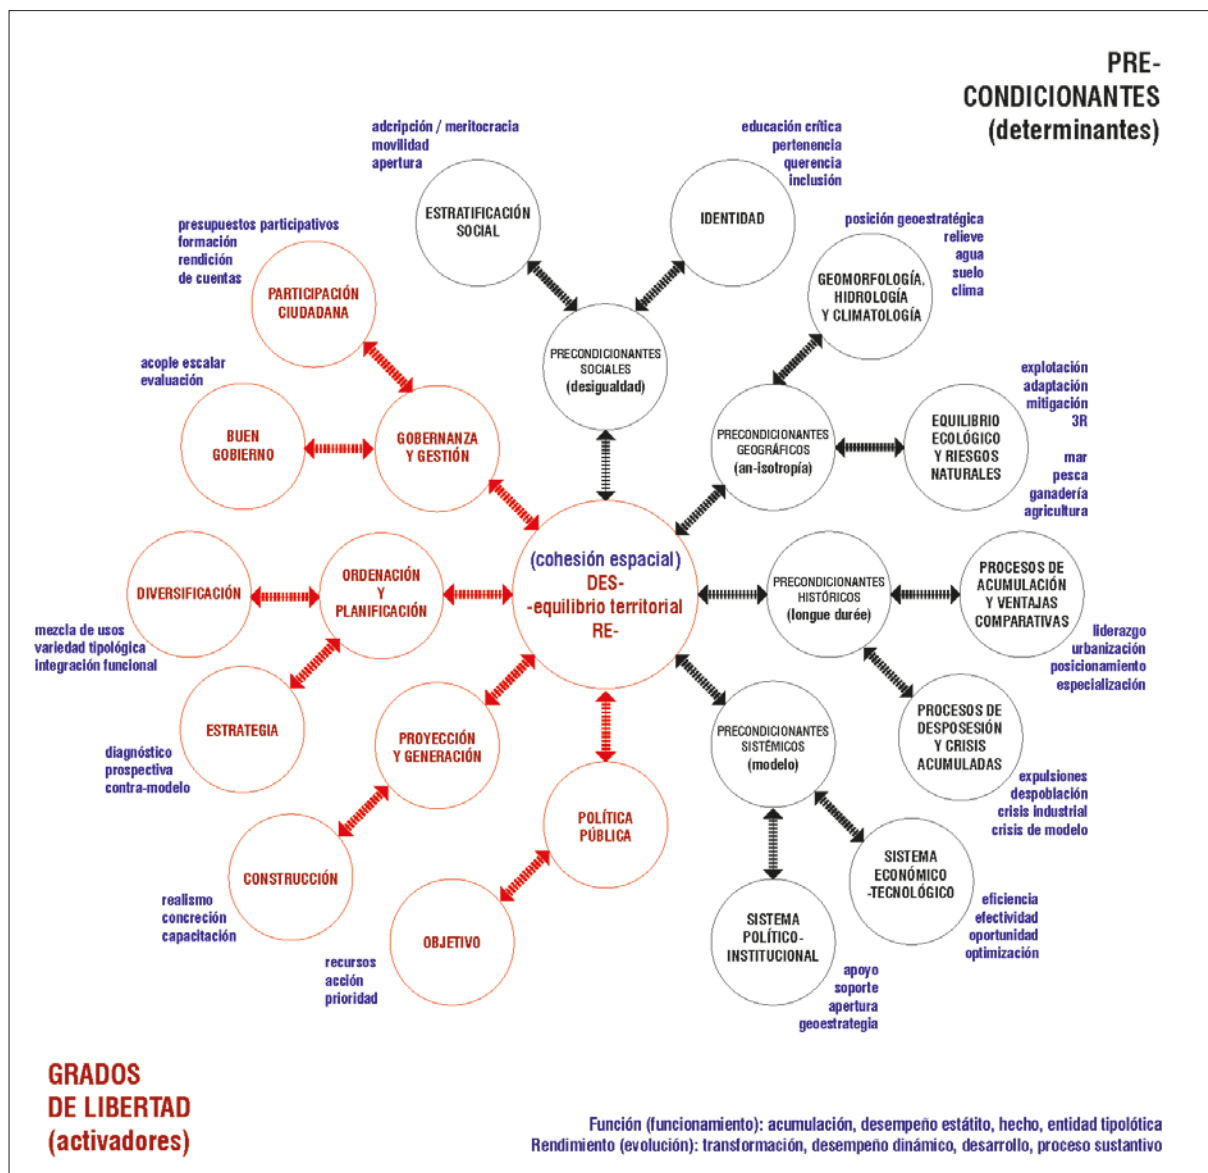 PRE-
CONDICIONANTES
(determinantes)
adcripción / meritocracia
movilidad
apertura
ESTRATIFICACIÓN
SOCIAL
educación crítica
pertenencia
querencia
inclusión
IDENTIDAD
presupuestos participativos
formación
rendición
de cuentas
PARTICIPACIÓN
CIUDADANA
posición geoestratégica
relieve
agua
suelo
clima
GEOMORFOLOGÍA,
HIDROLOGÍA
Y CLIMATOLOGÍA
PRECONDICIONANTES
SOCIALES
(desigualdad)
acople escalar
evaluación
BUEN
GOBIERNO
GOBERNANZA
Y GESTIÓN
PRECONDICIONANTES
GEOGRÁFICOS
(an-isotropía)
EQUILIBRIO
ECOLÓGICO
Y RIESGOS
NATURALES
explotación
adaptación
mitigación
3R
mar
pesca
ganadería
agricultura
(cohesión espacial)
DES-
-equilibrio territorial
RE-
DIVERSIFICACIÓN
ORDENACIÓN
Y
PLANIFICACIÓN
mezcla de usos
variedad tipológica
integración funcional
PRECONDICIONANTES
HISTÓRICOS
(longue durée)
PROCESOS DE
ACUMULACIÓN
Y VENTAJAS
COMPARATIVAS
liderazgo
urbanización
posicionamiento
especialización
ESTRATEGIA
diagnóstico
prospectiva
contra-modelo
PROYECCIÓN
Y GENERACIÓN
PRECONDICIONANTES
SISTÉMICOS
(modelo)
PROCESOS DE
DESPOSESIÓN
Y CRISIS
ACUMULADAS
expulsiones
despoblación
crisis industrial
crisis de modelo
POLÍTICA
PÚBLICA
CONSTRUCCIÓN
realismo
concreción
capacitación
SISTEMA
ECONÓMICO
-TECNOLÓGICO
eficiencia
efectividad
oportunidad
optimización
OBJETIVO
recursos
acción
prioridad
SISTEMA
POLÍTICO-
INSTITUCIONAL
apoyo
soporte
apertura
geoestrategia
GRADOS
DE LIBERTAD
(activadores)
Función (funcionamiento): acumulación, desempeño estátito, hecho, entidad tipolótica
Rendimiento (evolución): transformación, desempeño dinámico, desarrollo, proceso sustantivo